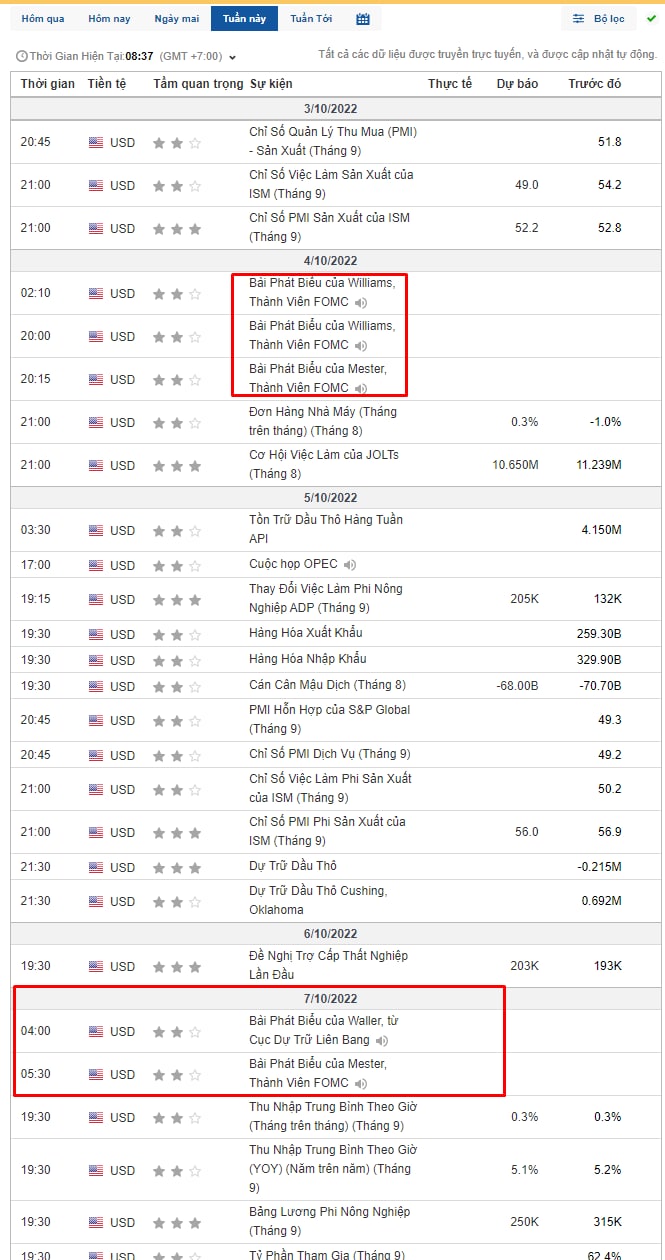 Hôm qua Hôm nay Ngày mai Tuần này Tuần Tới Bộ lọc
Thời Gian Hiện Tại:08:37 (GMT +7:00) Tất cả các dữ liệu được truyền trực tuyến, và được cập nhật tự động.
Thời gian Tiền tệ Tầm quan trọng Sự kiện Thực tế Dự báo Trước đó
3/10/2022
20:45 USD Chỉ Số Quản Lý Thu Mua (PMI) 51.8
- Sản Xuất (Tháng 9)
21:00 USD Chỉ Số Việc Làm Sản Xuất của 49.0 54.2
ISM (Tháng 9)
21:00 USD Chỉ Số PMI Sản Xuất của ISM 52.2 52.8
(Tháng 9)
4/10/2022
02:10 USD Bài Phát Biểu của Williams,
Thành Viên FOMC
20:00 USD Bài Phát Biểu của Williams,
Thành Viên FOMC
20:15 USD Bài Phát Biểu của Mester,
Thành Viên FOMC
21:00 USD Đơn Hàng Nhà Máy (Tháng 0.3% -1.0%
trên tháng) (Tháng 8)
21:00 USD Cơ Hội Việc Làm của JOLTs 10.650M 11.239M
(Tháng 8)
5/10/2022
03:30 USD Tồn Trữ Dầu Thô Hàng Tuần 4.150M
API
17:00 USD Cuộc họp OPEC
19:15 USD Thay Đổi Việc Làm Phi Nông 205K 132K
Nghiệp ADP (Tháng 9)
19:30 USD Hàng Hóa Xuất Khẩu 259.30B
19:30 USD Hàng Hóa Nhập Khẩu 329.90B
19:30 USD Cán Cân Mậu Dịch (Tháng 8) -68.00B -70.70B
20:45 USD PMI Hỗn Hợp của S&P Global 49.3
(Tháng 9)
20:45 USD Chỉ Số PMI Dịch Vụ (Tháng 9) 49.2
21:00 USD Chỉ Số Việc Làm Phi Sản Xuất 50.2
của ISM (Tháng 9)
21:00 USD Chỉ Số PMI Phi Sản Xuất của 56.0 56.9
ISM (Tháng 9)
21:30 USD Dự Trữ Dầu Thô -0.215M
21:30 USD Dự Trữ Dầu Thô Cushing, 0.692M
Oklahoma
6/10/2022
19:30 USD Đề Nghị Trợ Cấp Thất Nghiệp 203K 193K
Lần Đầu
7/10/2022
04:00 USD Bài Phát Biểu của Waller, từ
Cục Dự Trữ Liên Bang
05:30 USD Bài Phát Biểu của Mester,
Thành Viên FOMC
19:30 USD Thu Nhập Trung Bình Theo Giờ 0.3% 0.3%
(Tháng trên tháng) (Tháng 9)
19:30 USD Thu Nhập Trung Bình Theo Giờ 5.1% 5.2%
(YOY) (Năm trên năm) (Tháng
9)
19:30 USD Bảng Lương Phi Nông Nghiệp 250K 315K
(Tháng 9)
19:30 USD Tỷ Phần Tham Gia (Tháng 9) 62.4%